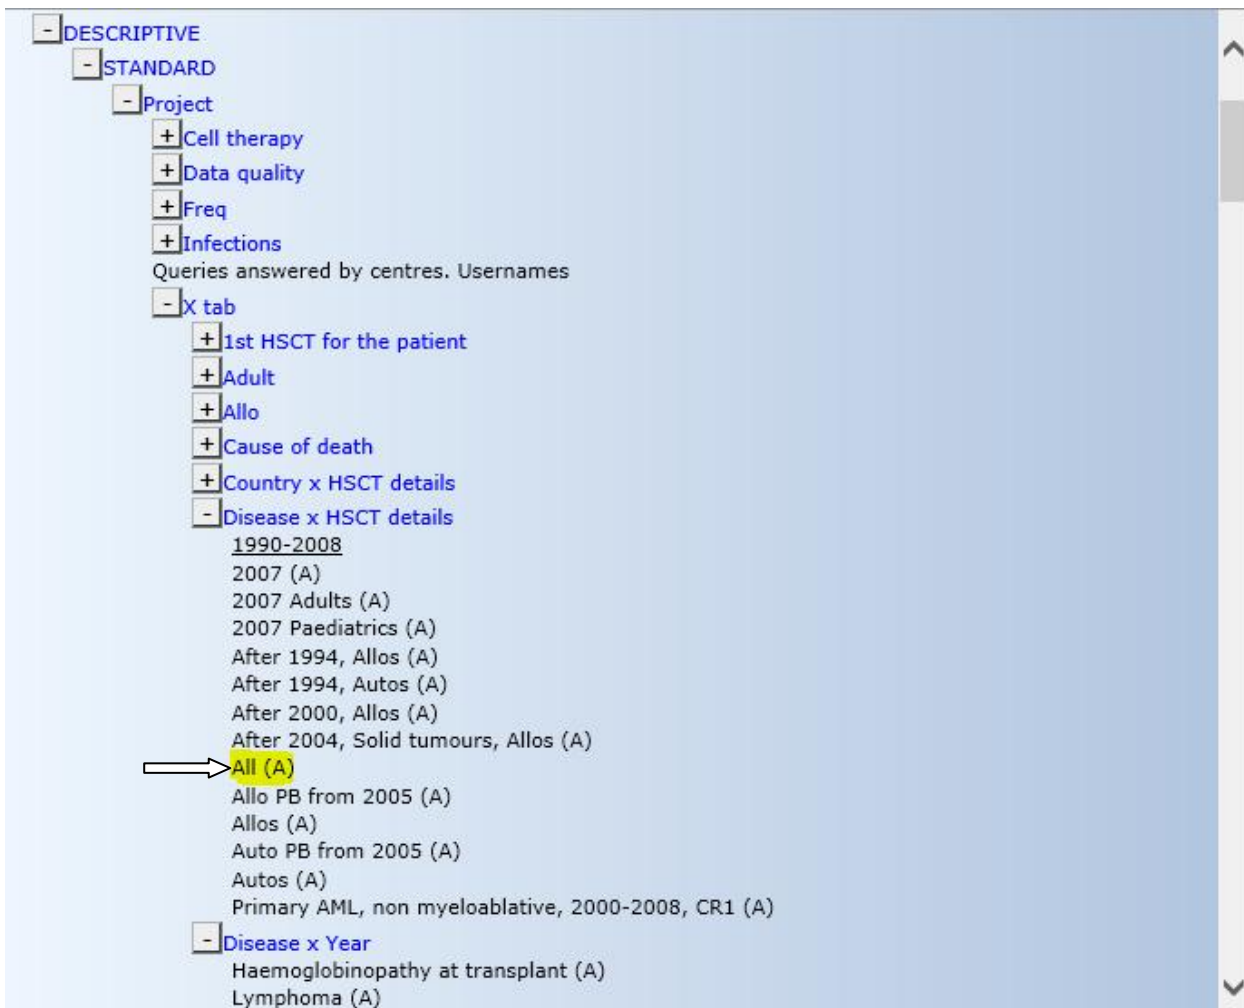 - DESCRIPTIVE
- STANDARD
- Project
+ Cell therapy
+ Data quality
+ Freq
+ Infections
Queries answered by centres. Usernames
- X tab
+ 1st HSCT for the patient
+ Adult
+ Allo
+ Cause of death
+ Country x HSCT details
- Disease x HSCT details
1990-2008
2007 (A)
2007 Adults (A)
2007 Paediatrics (A)
After 1994, Allos (A)
After 1994, Autos (A)
After 2000, Allos (A)
After 2004, Solid tumours, Allos (A)
All (A)
Allo PB from 2005 (A)
Allos (A)
Auto PB from 2005 (A)
Autos (A)
Primary AML, non myeloablative, 2000-2008, CR1 (A)
- Disease x Year
Haemoglobinopathy at transplant (A)
Lymphoma (A)